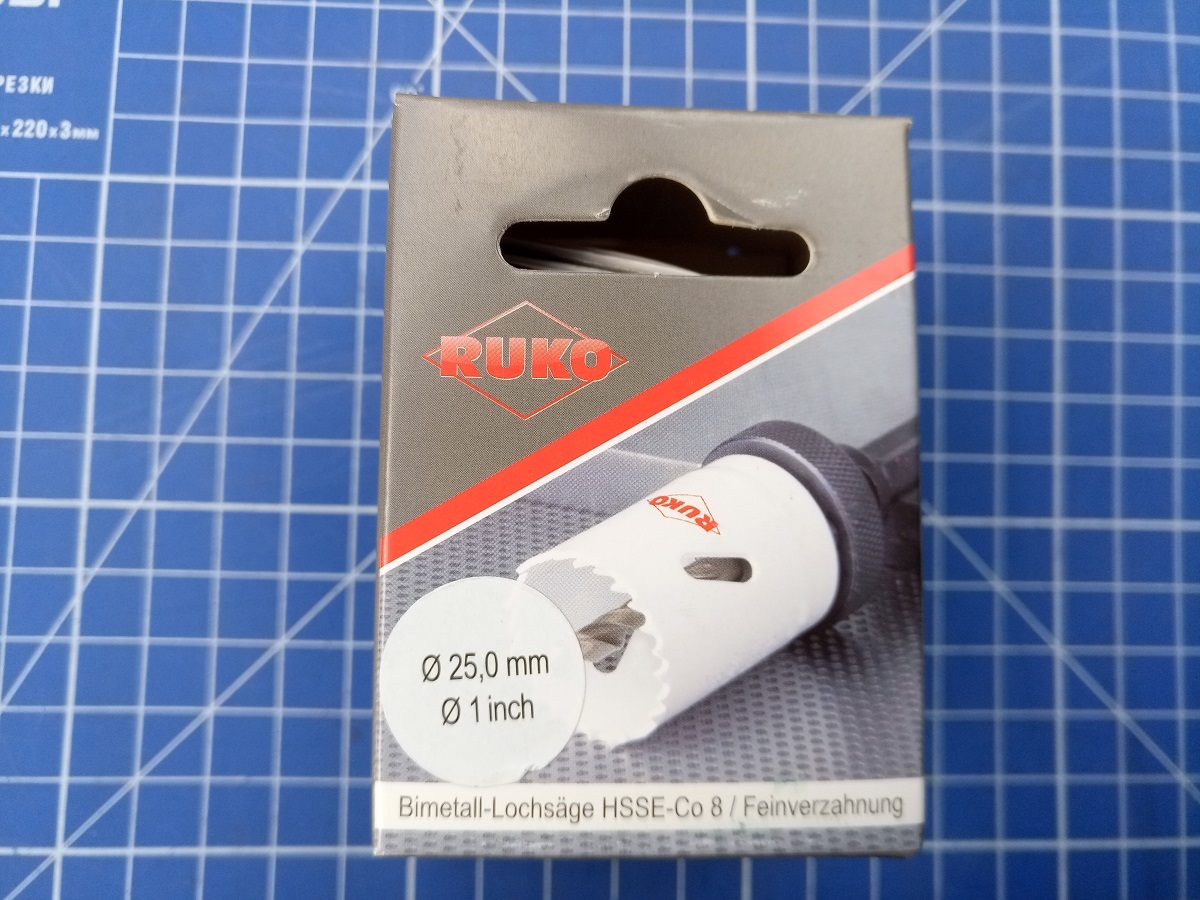 РЕЗКИ
x220x3мм
RUKO
RUKO
Ø 25,0 mm
Ø 1 inch
Bimetall-Lochsäge HSSE-Co 8 / Feinverzahnung